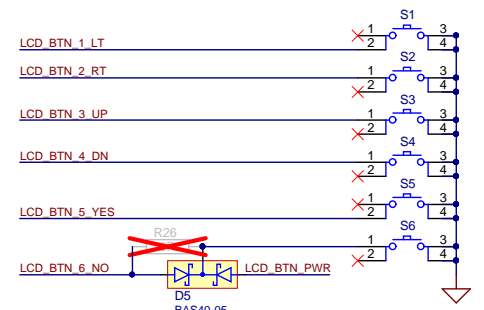 S1
1 3
LCD_BTN_1_LT 2 4
S2
LCD_BTN_2_RT 1 3
2 4
S3
LCD_BTN_3_UP 1 3
2 4
S4
LCD_BTN_4_DN 1 3
2 4
S5
1 3
LCD_BTN_5_YES 2 4
R26 S6
1 3
LCD_BTN_6_NO LCD_BTN_PWR 2 4
D5
BAS40-05